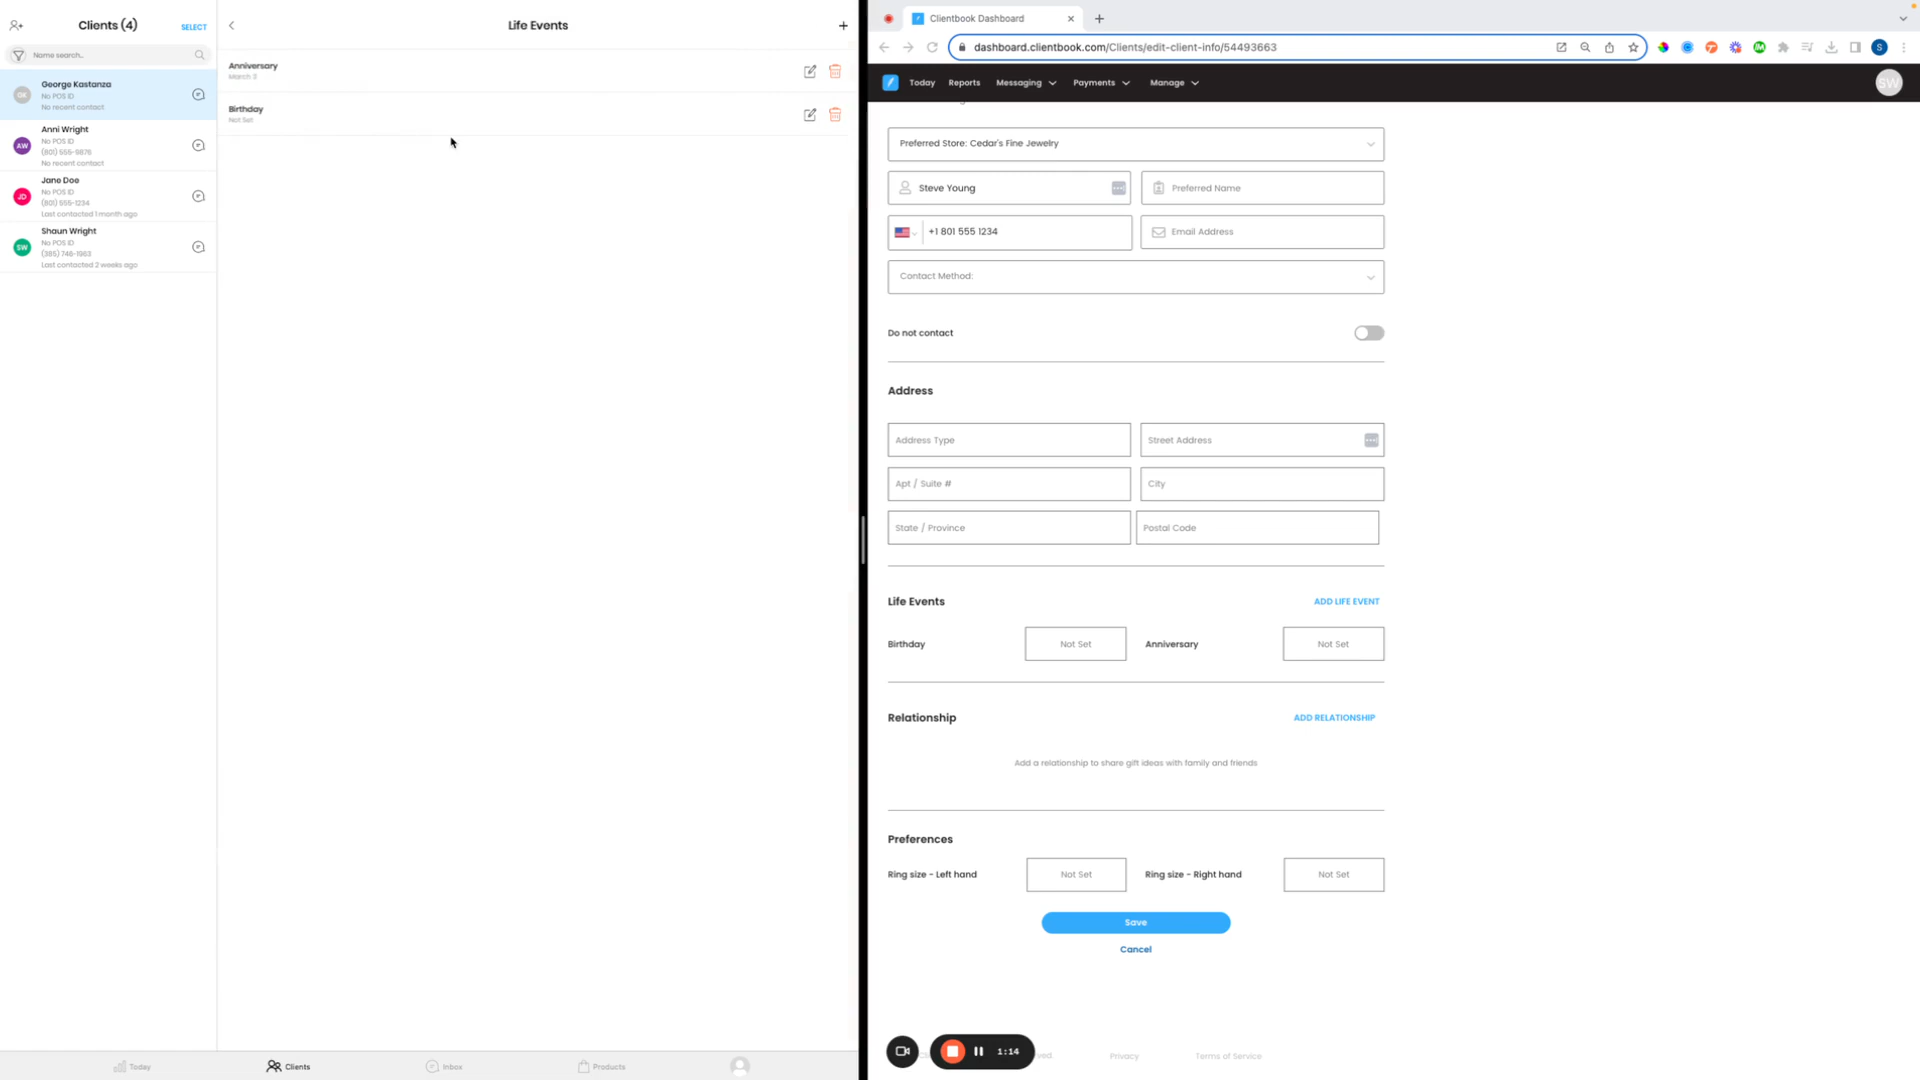 Clients (4)
SELECT
Name search..
GK
George Kastanza
No POS ID
No recent contact
AW
Anni Wright
No POS ID
(801) 555-9876
No recent contact
JD
Jane Doe
No POS ID
(801) 555-1234
Last contacted 1 month ago
SW
Shaun Wright
No POS ID
(385) 746-1963
Last contacted 2 weeks ago
Life Events
Anniversary
March 3
Birthday
Not Set
Today
Clients
Inbox
Products
Clientbook Dashboard
dashboard.clientbook.com/Clients/edit-client-info/54493663
S
Today Reports Messaging Payments Manage
SW
Preferred Store: Cedar's Fine Jewelry
Steve Young
Preferred Name
+1 801 555 1234
Email Address
Contact Method:
Do not contact
Address
Address Type
Street Address
Apt / Suite #
City
State / Province
Postal Code
Life Events
ADD LIFE EVENT
Birthday
Not Set
Anniversary
Not Set
Relationship
ADD RELATIONSHIP
Add a relationship to share gift ideas with family and friends
Preferences
Ring size - Left hand
Not Set
Ring size - Right hand
Not Set
Save
Cancel
1:14
ved.
Privacy
Terms of Service